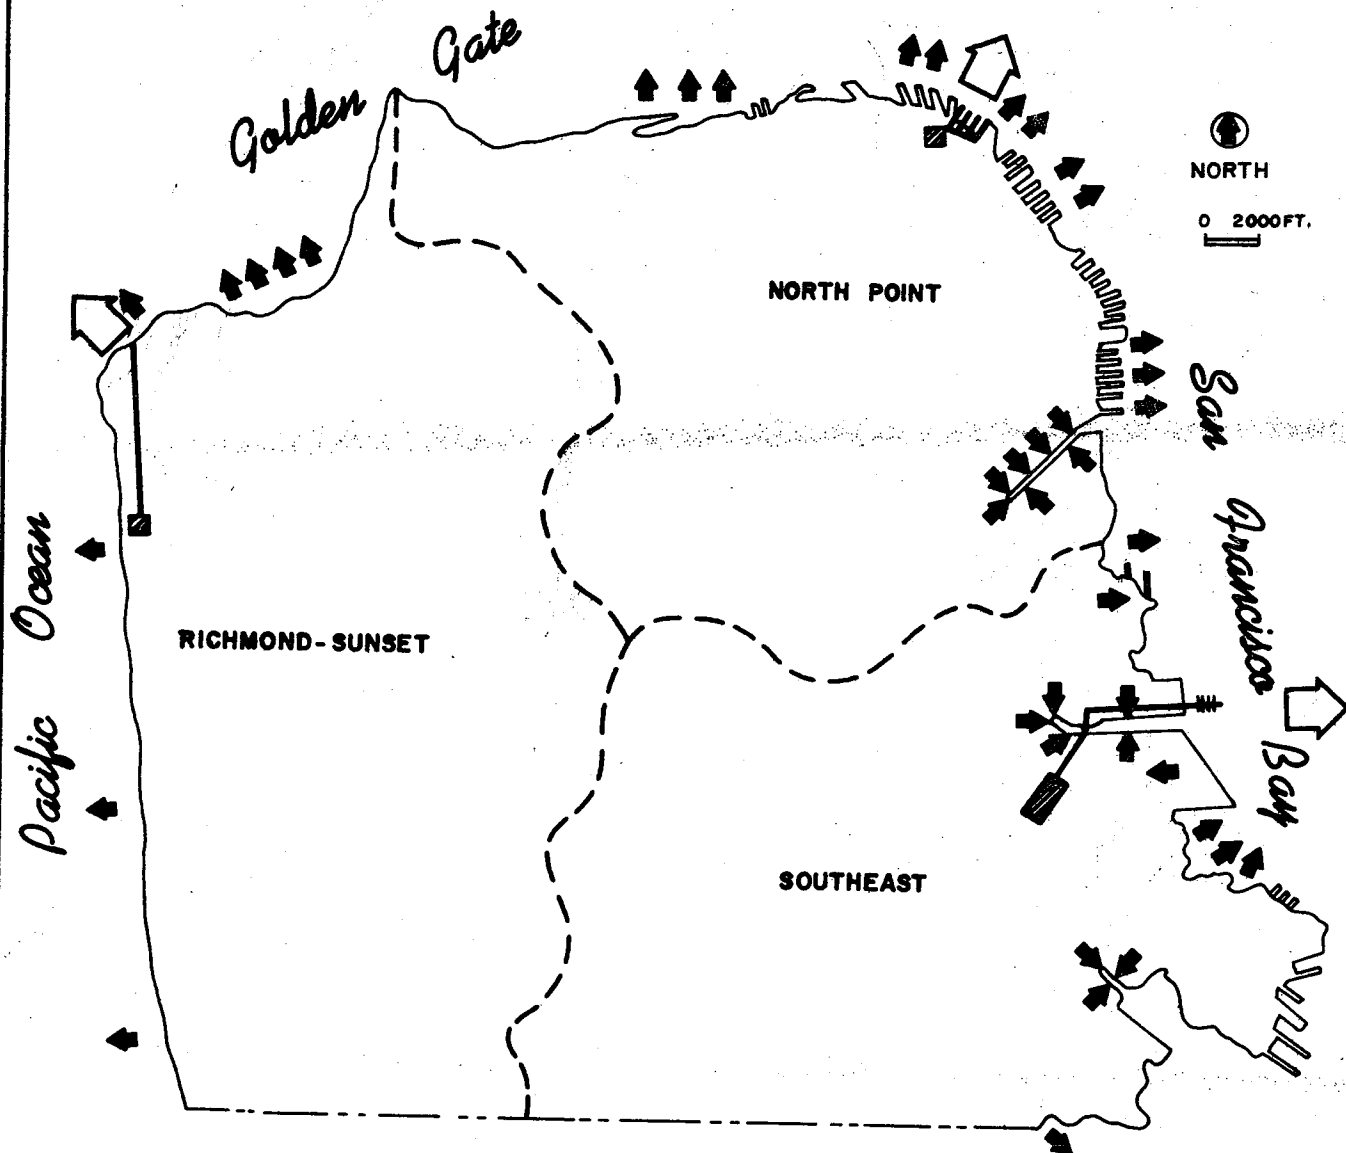 Golden Gate
NORTH
0 2000FT.
NORTH POINT
San Francisco Bay
Pacific Ocean
RICHMOND-SUNSET
SOUTHEAST